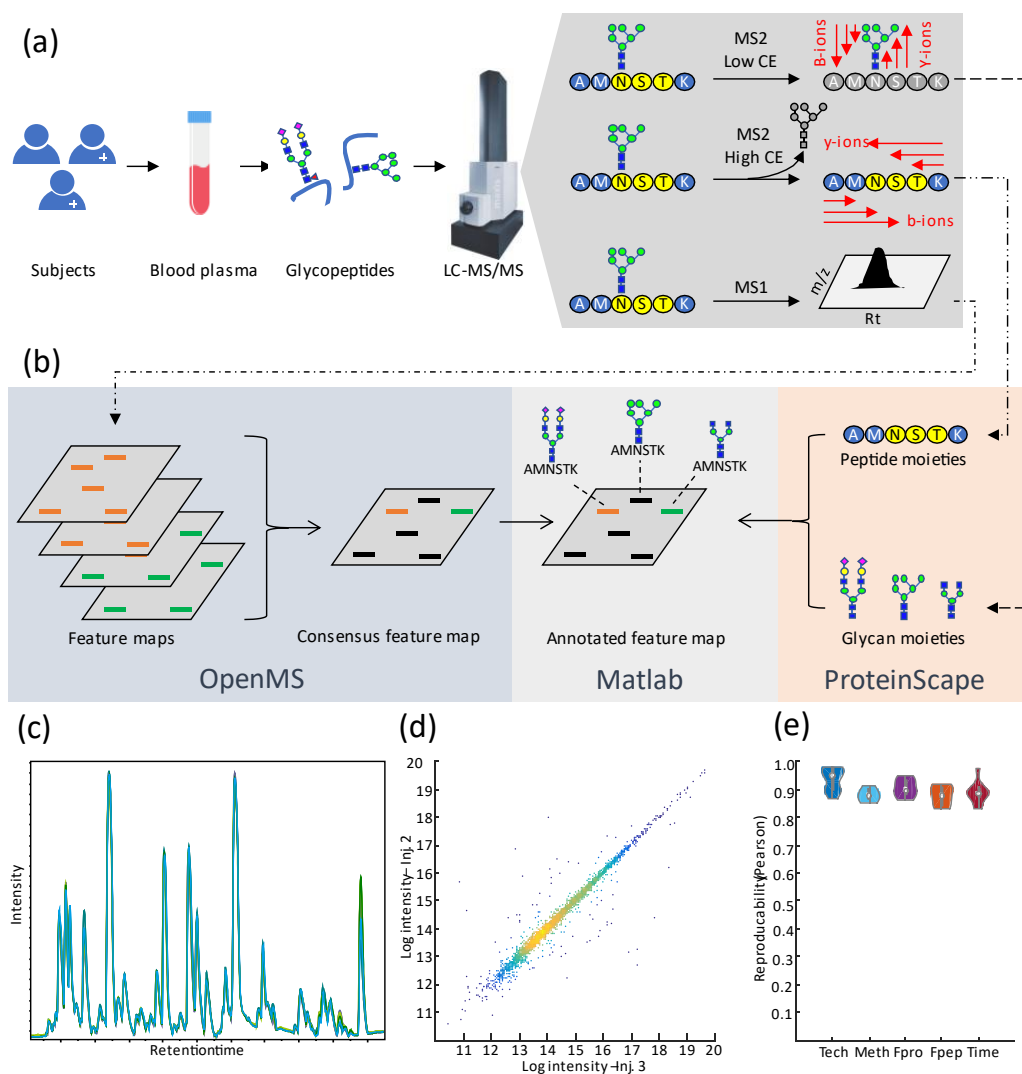 (a)
Subjects
Blood plasma
Glycopeptides
LC-MS/MS
A M N S T K
MS2
Low CE
B-ions
Y-ions
A M N S T K
A M N S T K
MS2
High CE
y-ions
A M N S T K
b-ions
A M N S T K
MS1
m/z
Rt
(b)
Feature maps
Consensus feature map
OpenMS
AMNSTK
AMNSTK
AMNSTK
Annotated feature map
Matlab
A M N S T K
Peptide moieties
Glycan moieties
ProteinScape
(c)
Intensity
Retentiontime
(d)
Log intensity–Inj. 2
20
19
18
17
16
15
14
13
12
11
11 12 13 14 15 16 17 18 19 20
Log intensity–Inj. 3
(e)
Reproducability(Pearson)
1.0
0.9
0.8
0.7
0.6
0.5
0.4
0.3
0.2
0.1
Tech Meth Fpro Fpep Time